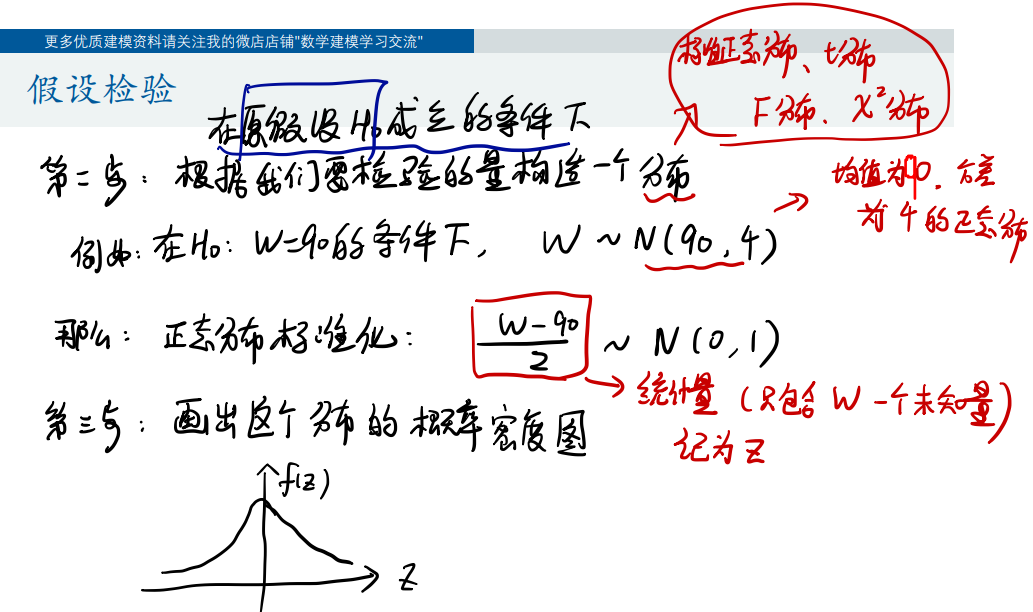 更多优质建模资料请关注我的微店店铺"数学建模学习交流"
假设检验
标准正态分布、t分布
F分布、χ²分布
在原假设H₀成立的条件下
第二步：根据我们要检验的量构造一个分布
均值为90，方差
为4的正态分布
例如：在H₀：W=90的条件下， W ~ N(90, 4)
那么：正态分布标准化： (W-90)/2 ~ N(0, 1)
统计量（只包含W一个未知量）
记为Z
第三步：画出这个分布的概率密度图
f(z)
Z